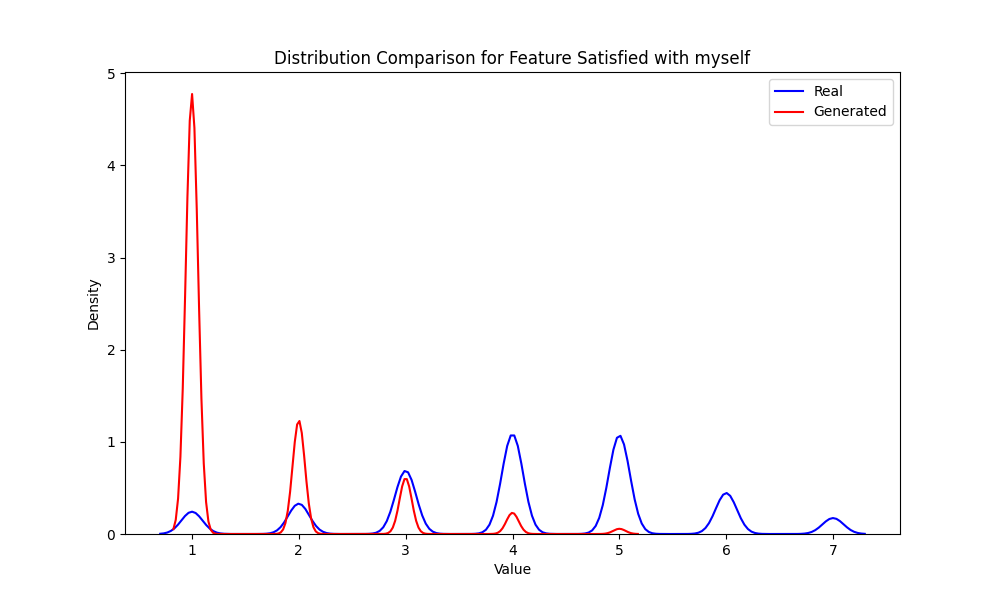 Distribution Comparison for Feature Satisfied with myself
Real
Generated
Density
5
4
3
2
1
0
1 2 3 4 5 6 7
Value